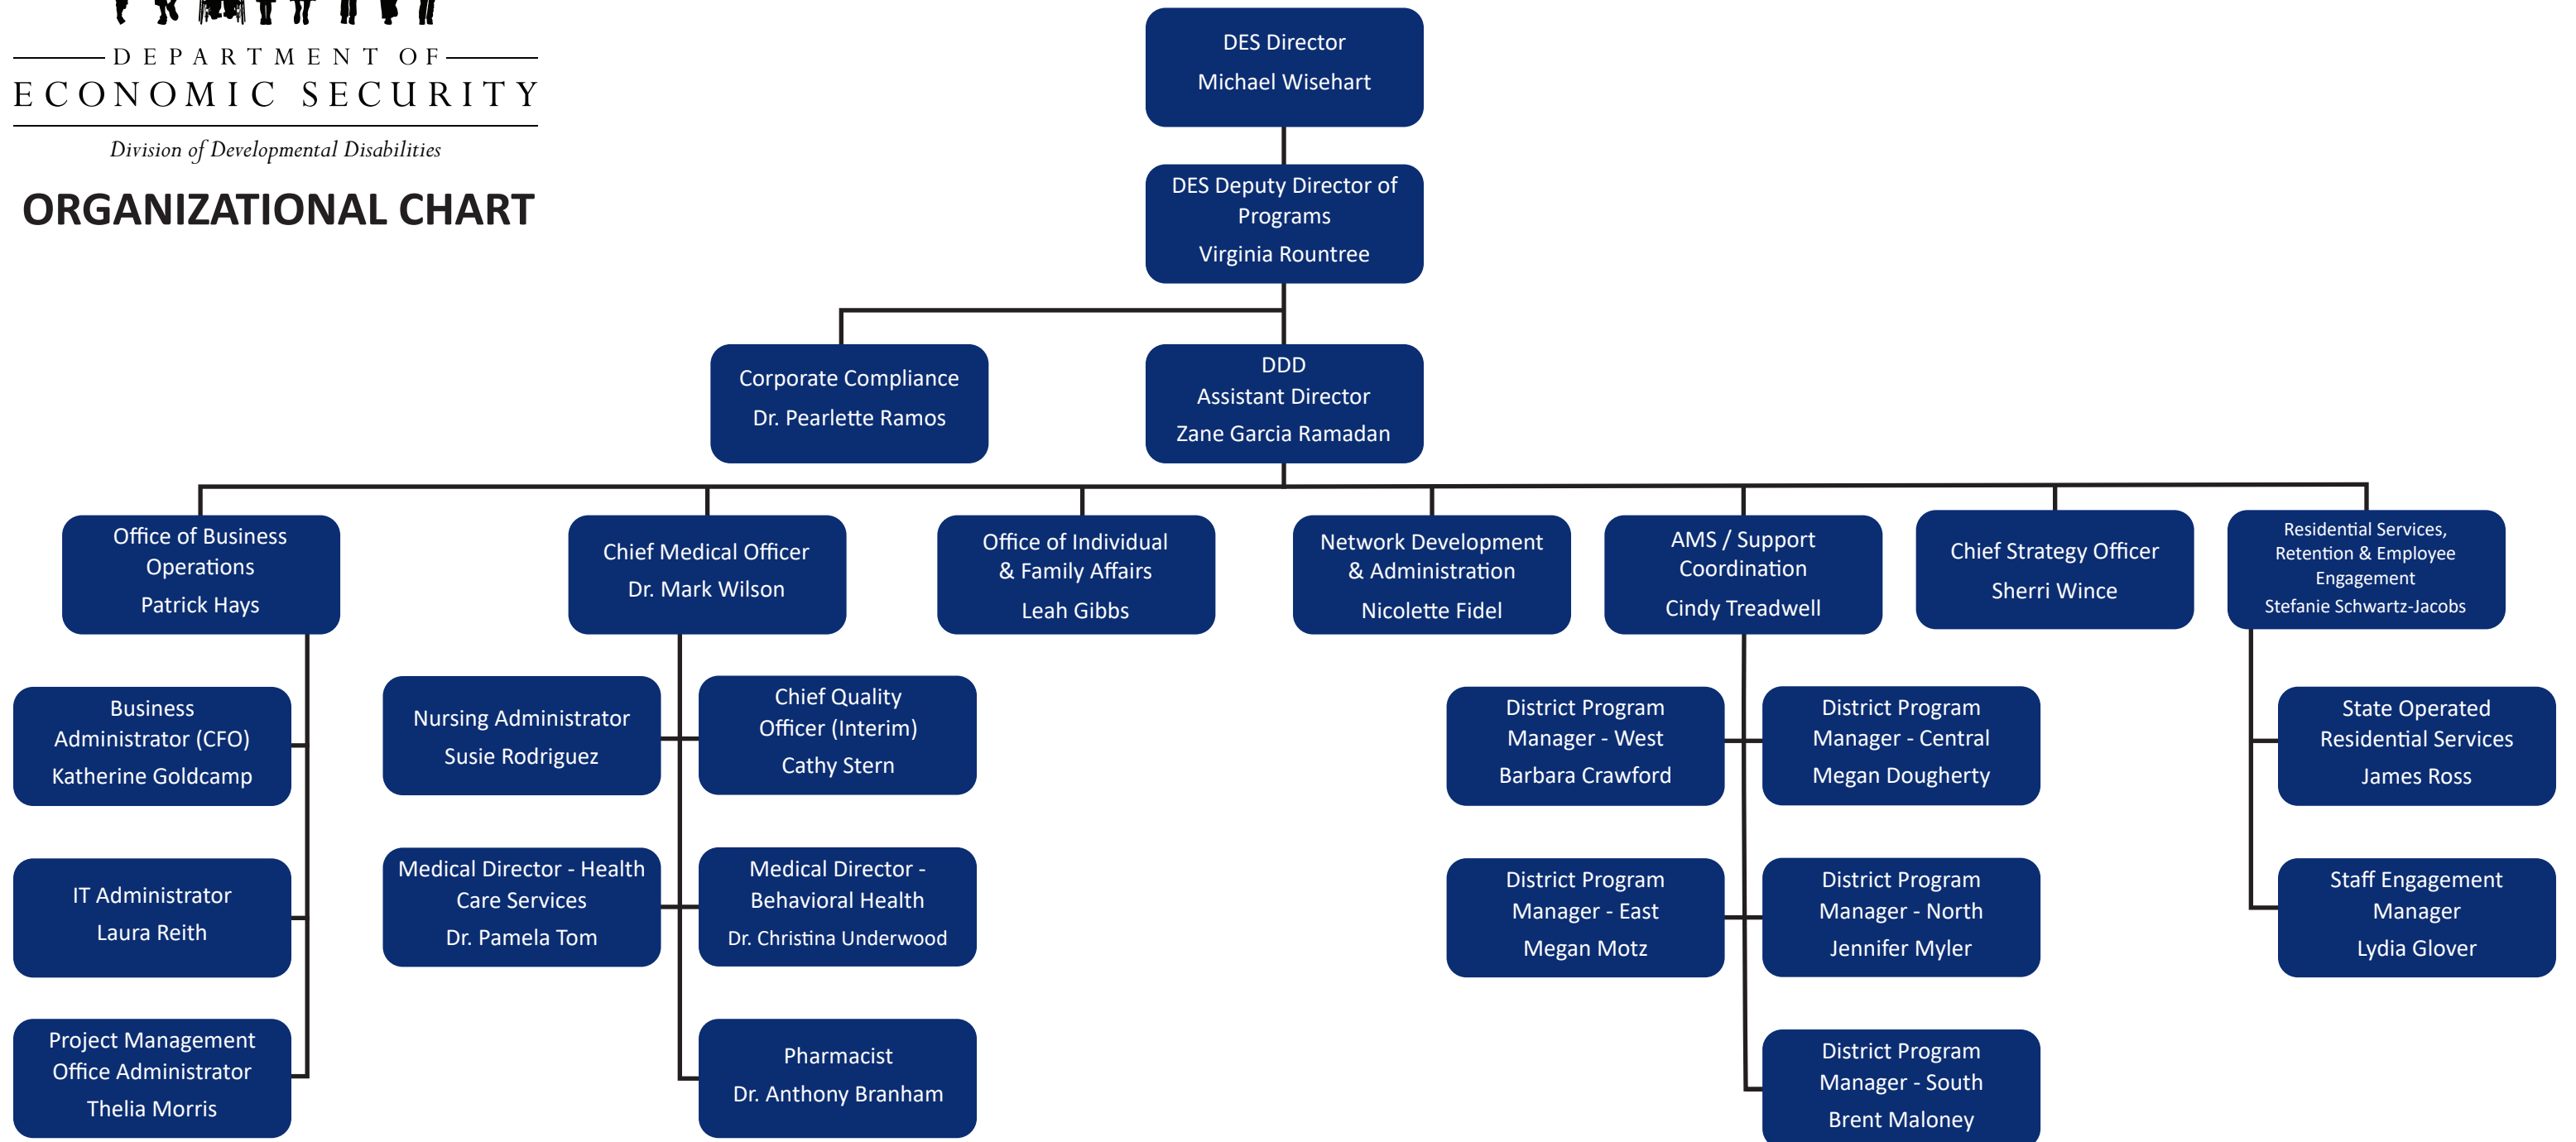 DEPARTMENT OF
ECONOMIC SECURITY
Division of Developmental Disabilities
ORGANIZATIONAL CHART
DES Director
Michael Wisehart
DES Deputy Director of
Programs
Virginia Rountree
Corporate Compliance
Dr. Pearlette Ramos
DDD
Assistant Director
Zane Garcia Ramadan
Office of Business
Operations
Patrick Hays
Chief Medical Officer
Dr. Mark Wilson
Office of Individual
& Family Affairs
Leah Gibbs
Network Development
& Administration
Nicolette Fidel
AMS / Support
Coordination
Cindy Treadwell
Chief Strategy Officer
Sherri Wince
Residential Services,
Retention & Employee
Engagement
Stefanie Schwartz-Jacobs
Business
Administrator (CFO)
Katherine Goldcamp
IT Administrator
Laura Reith
Project Management
Office Administrator
Thelia Morris
Nursing Administrator
Susie Rodriguez
Chief Quality
Officer (Interim)
Cathy Stern
Medical Director - Health
Care Services
Dr. Pamela Tom
Medical Director -
Behavioral Health
Dr. Christina Underwood
Pharmacist
Dr. Anthony Branham
District Program
Manager - West
Barbara Crawford
District Program
Manager - Central
Megan Dougherty
District Program
Manager - East
Megan Motz
District Program
Manager - North
Jennifer Myler
District Program
Manager - South
Brent Maloney
State Operated
Residential Services
James Ross
Staff Engagement
Manager
Lydia Glover